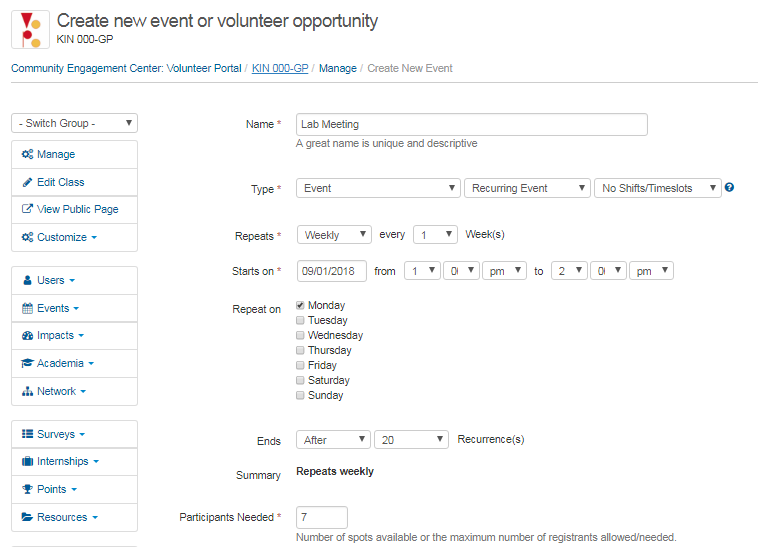 Create new event or volunteer opportunity
KIN 000-GP
Community Engagement Center: Volunteer Portal / KIN 000-GP / Manage / Create New Event
- Switch Group -
Manage
Edit Class
View Public Page
Customize
Users
Events
Impacts
Academia
Network
Surveys
Internships
Points
Resources
Name * Lab Meeting
A great name is unique and descriptive
Type * Event Recurring Event No Shifts/Timeslots
Repeats * Weekly every 1 Week(s)
Starts on * 09/01/2018 from 1 pm to 2 pm
Repeat on Monday
Tuesday
Wednesday
Thursday
Friday
Saturday
Sunday
Ends After 20 Recurrence(s)
Summary Repeats weekly
Participants Needed * 7
Number of spots available or the maximum number of registrants allowed/needed.